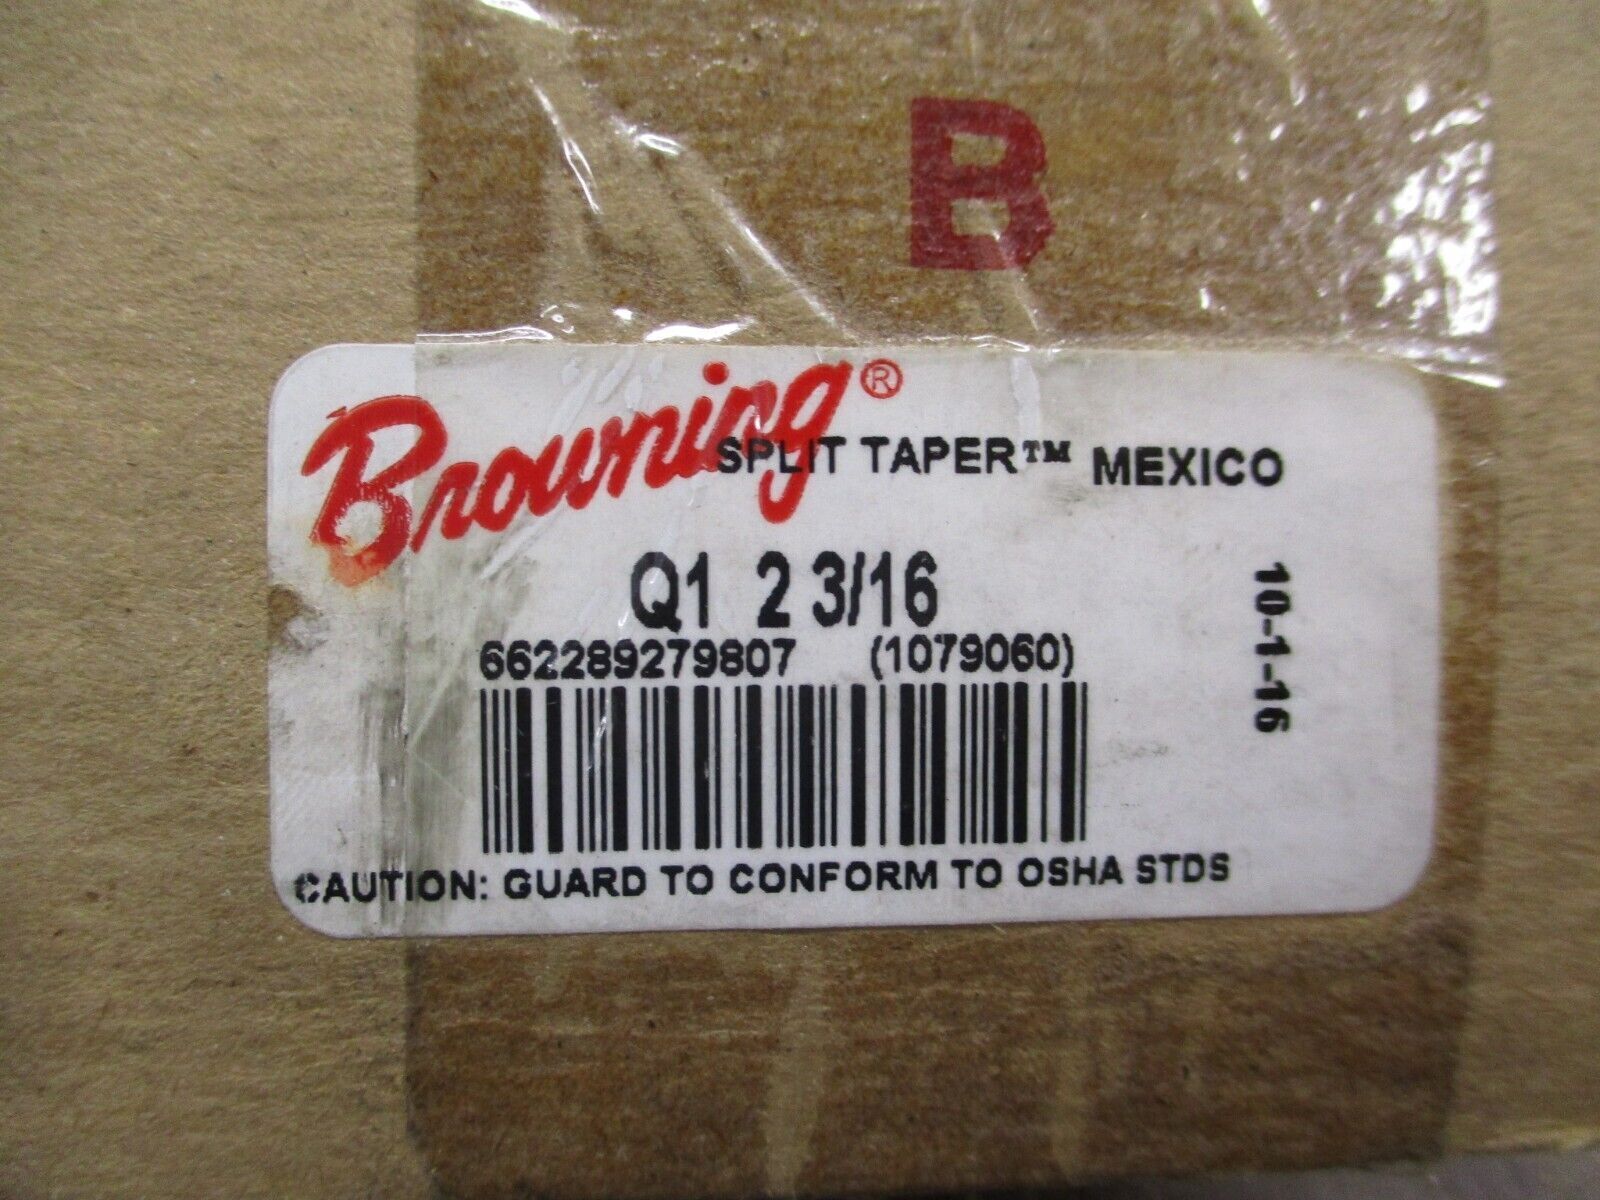 B
Browning® SPLIT TAPER™ MEXICO
Q1 2 3/16
662289279807 (1079060)
10-1-16
CAUTION: GUARD TO CONFORM TO OSHA STDS